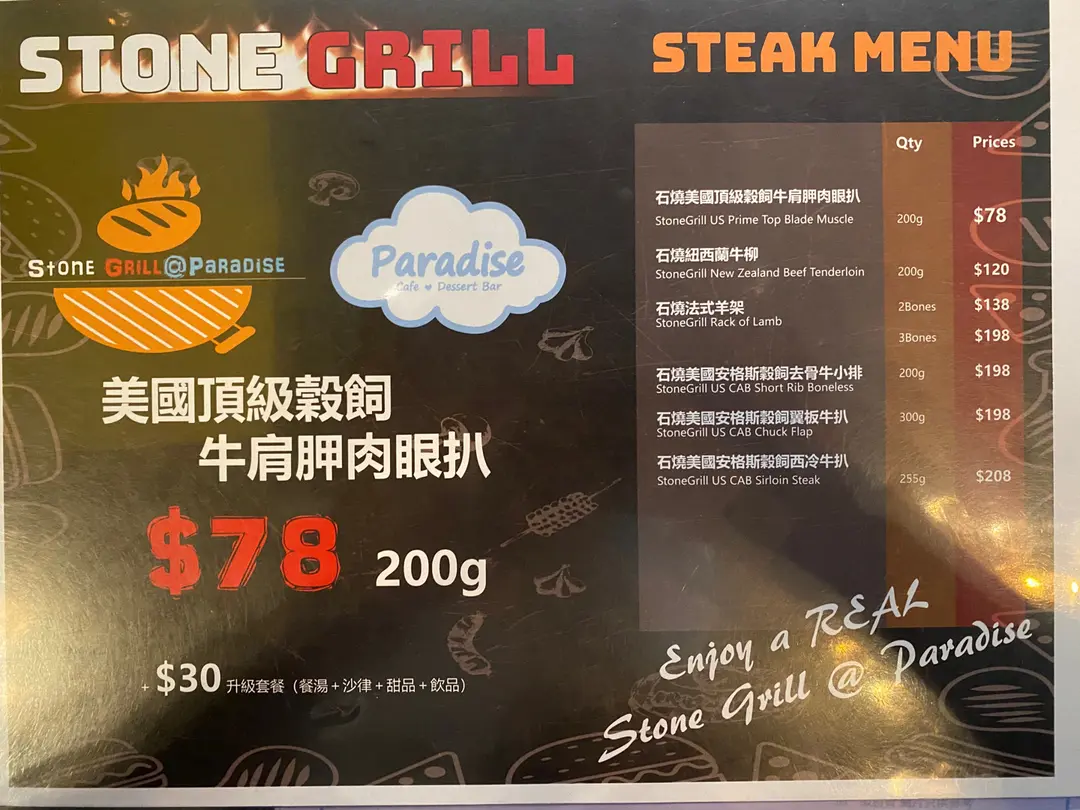 STONE GRILL
STONE GRILL@PARADISE
Paradise
Cafe ♥ Dessert Bar
美國頂級穀飼
牛肩胛肉眼扒
$78 200g
+ $30 升級套餐（餐湯+沙律+甜品+飲品）
STEAK MENU
Qty Prices
石燒美國頂級穀飼牛肩胛肉眼扒
StoneGrill US Prime Top Blade Muscle 200g $78
石燒紐西蘭牛柳
StoneGrill New Zealand Beef Tenderloin 200g $120
石燒法式羊架 2Bones $138
StoneGrill Rack of Lamb
3Bones $198
石燒美國安格斯穀飼去骨牛小排 200g $198
StoneGrill US CAB Short Rib Boneless
石燒美國安格斯穀飼翼板牛扒 300g $198
StoneGrill US CAB Chuck Flap
石燒美國安格斯穀飼西冷牛扒
StoneGrill US CAB Sirloin Steak 255g $208
Enjoy a REAL
Stone Grill @ Paradise